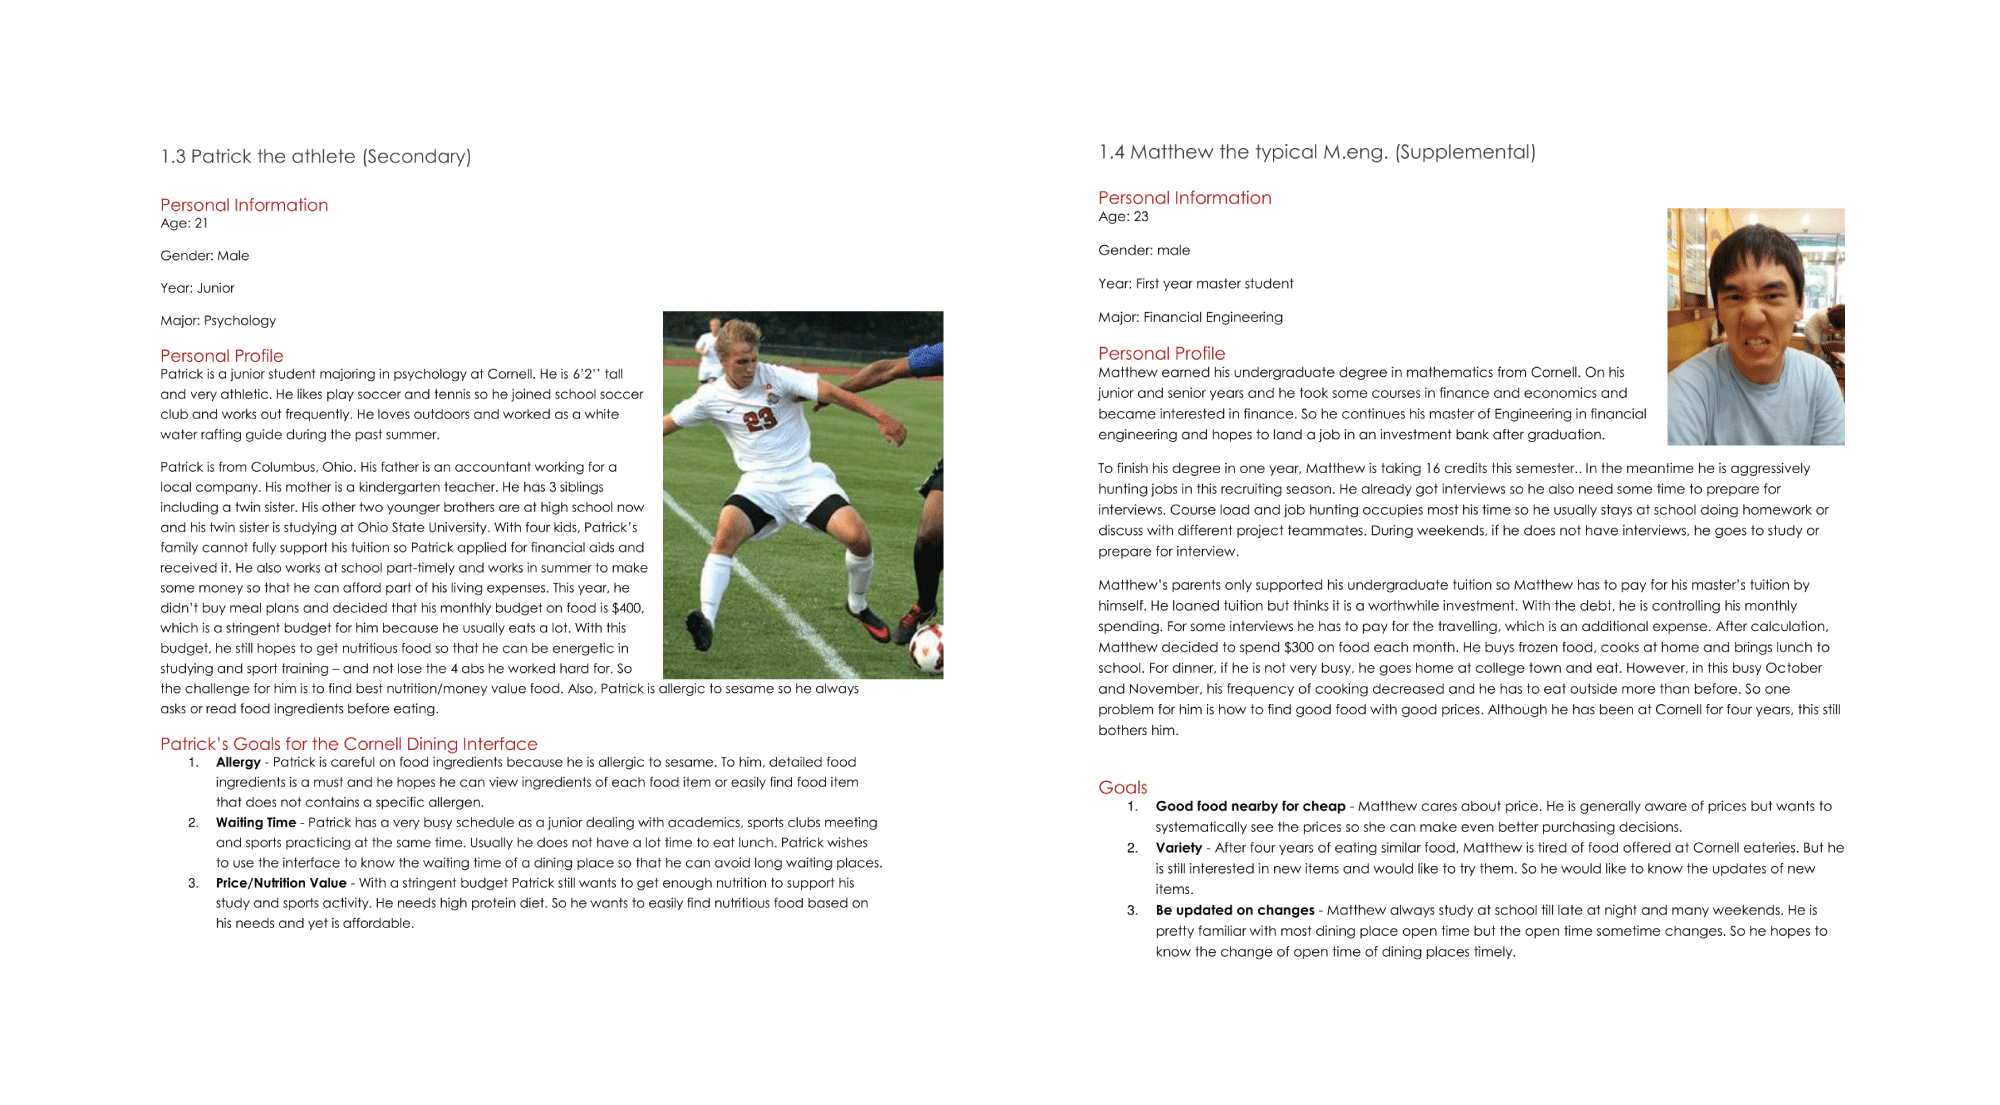 1.3 Patrick the athlete (Secondary)
Personal Information
Age: 21
Gender: Male
Year: Junior
Major: Psychology
Personal Profile
Patrick is a junior student majoring in psychology at Cornell. He is 6'2'' tall
and very athletic. He likes play soccer and tennis so he joined school soccer
club and works out frequently. He loves outdoors and worked as a white
water rafting guide during the past summer.
Patrick is from Columbus, Ohio. His father is an accountant working for a
local company. His mother is a kindergarten teacher. He has 3 siblings
including a twin sister. His other two younger brothers are at high school now
and his twin sister is studying at Ohio State University. With four kids, Patrick's
family cannot fully support his tuition so Patrick applied for financial aids and
received it. He also works at school part-timely and works in summer to make
some money so that he can afford part of his living expenses. This year, he
didn't buy meal plans and decided that his monthly budget on food is $400,
which is a stringent budget for him because he usually eats a lot. With this
budget, he still hopes to get nutritious food so that he can be energetic in
studying and sport training – and not lose the 4 abs he worked hard for. So
the challenge for him is to find best nutrition/money value food. Also, Patrick is allergic to sesame so he always
asks or read food ingredients before eating.
23
Patrick's Goals for the Cornell Dining Interface
1. Allergy - Patrick is careful on food ingredients because he is allergic to sesame. To him, detailed food
ingredients is a must and he hopes he can view ingredients of each food item or easily find food item
that does not contains a specific allergen.
2. Waiting Time - Patrick has a very busy schedule as a junior dealing with academics, sports clubs meeting
and sports practicing at the same time. Usually he does not have a lot time to eat lunch. Patrick wishes
to use the interface to know the waiting time of a dining place so that he can avoid long waiting places.
3. Price/Nutrition Value - With a stringent budget Patrick still wants to get enough nutrition to support his
study and sports activity. He needs high protein diet. So he wants to easily find nutritious food based on
his needs and yet is affordable.
1.4 Matthew the typical M.eng. (Supplemental)
Personal Information
Age: 23
Gender: male
Year: First year master student
Major: Financial Engineering
Personal Profile
Matthew earned his undergraduate degree in mathematics from Cornell. On his
junior and senior years and he took some courses in finance and economics and
became interested in finance. So he continues his master of Engineering in financial
engineering and hopes to land a job in an investment bank after graduation.
To finish his degree in one year, Matthew is taking 16 credits this semester.. In the meantime he is aggressively
hunting jobs in this recruiting season. He already got interviews so he also need some time to prepare for
interviews. Course load and job hunting occupies most his time so he usually stays at school doing homework or
discuss with different project teammates. During weekends, if he does not have interviews, he goes to study or
prepare for interview.
Matthew's parents only supported his undergraduate tuition so Matthew has to pay for his master's tuition by
himself. He loaned tuition but thinks it is a worthwhile investment. With the debt, he is controlling his monthly
spending. For some interviews he has to pay for the travelling, which is an additional expense. After calculation,
Matthew decided to spend $300 on food each month. He buys frozen food, cooks at home and brings lunch to
school. For dinner, if he is not very busy, he goes home at college town and eat. However, in this busy October
and November, his frequency of cooking decreased and he has to eat outside more than before. So one
problem for him is how to find good food with good prices. Although he has been at Cornell for four years, this still
bothers him.
Goals
1. Good food nearby for cheap - Matthew cares about price. He is generally aware of prices but wants to
systematically see the prices so she can make even better purchasing decisions.
2. Variety - After four years of eating similar food, Matthew is tired of food offered at Cornell eateries. But he
is still interested in new items and would like to try them. So he would like to know the updates of new
items.
3. Be updated on changes - Matthew always study at school till late at night and many weekends. He is
pretty familiar with most dining place open time but the open time sometime changes. So he hopes to
know the change of open time of dining places timely.